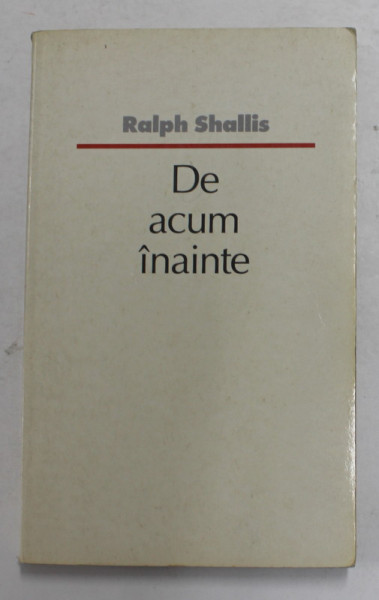 Ralph Shallis
De
acum
înainte